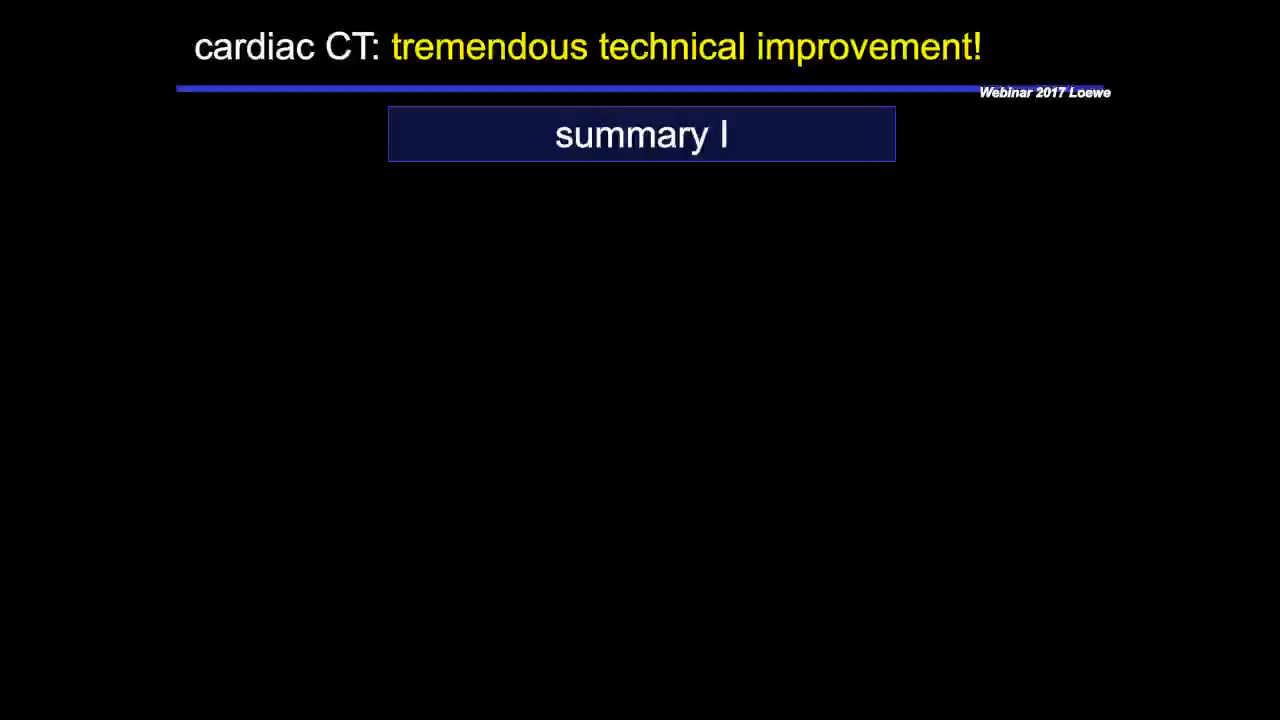 cardiac CT: tremendous technical improvement!
Webinar 2017 Loewe
summary I